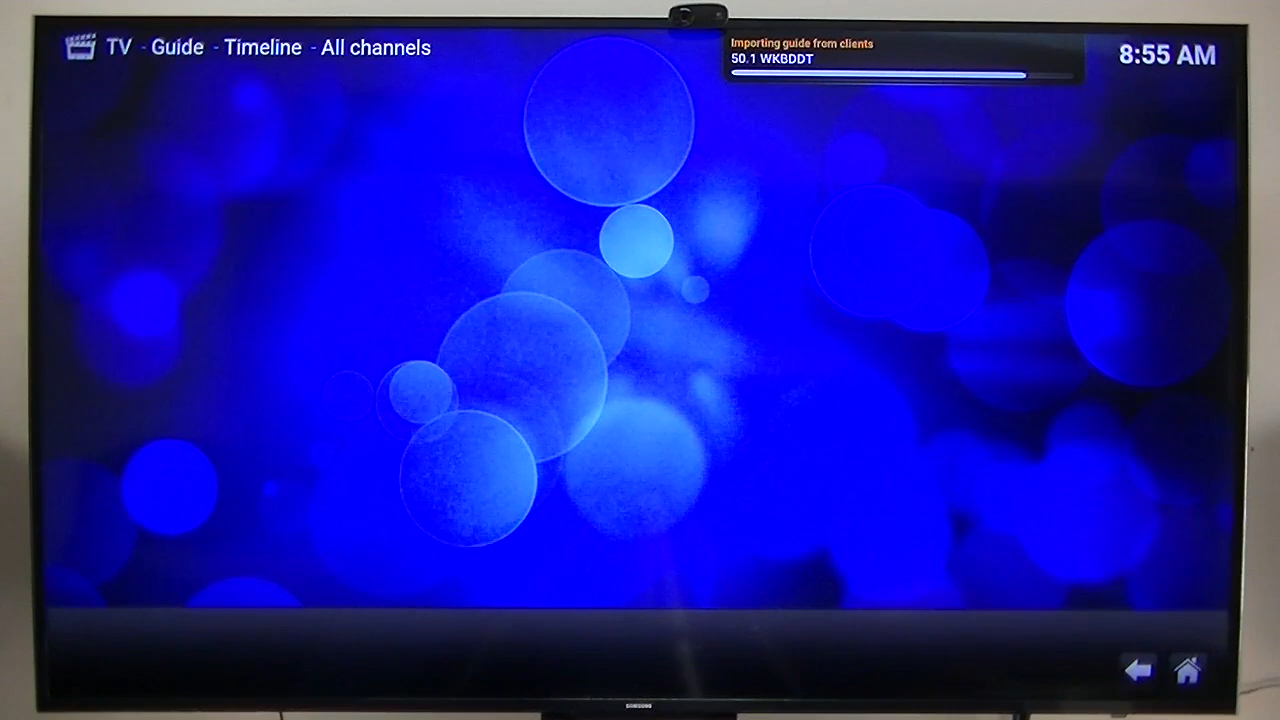 TV - Guide - Timeline - All channels
Importing guide from clients
50.1 WKBDDT
8:55 AM
SAMSUNG